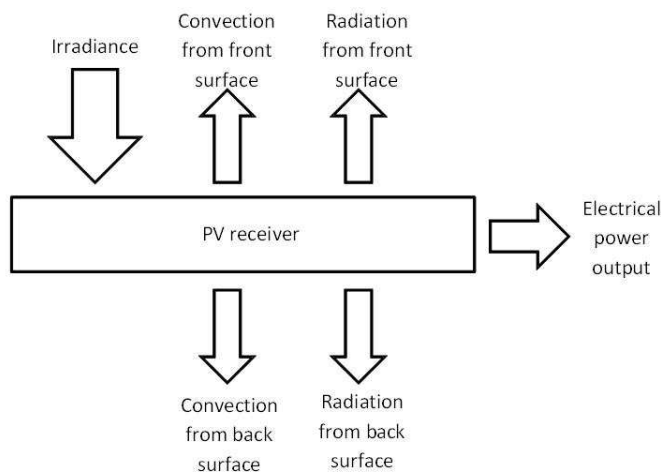 Irradiance
Convection
from front
surface
Radiation
from front
surface
PV receiver
Electrical
power
output
Convection
from back
surface
Radiation
from back
surface